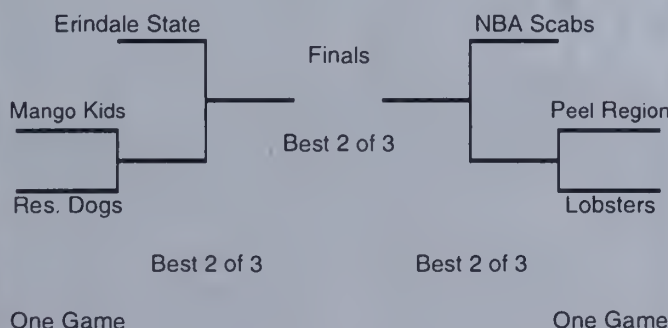 Erindale State
NBA Scabs
Finals
Mango Kids
Peel Region
Best 2 of 3
Res. Dogs
Lobsters
Best 2 of 3
Best 2 of 3
One Game
One Game